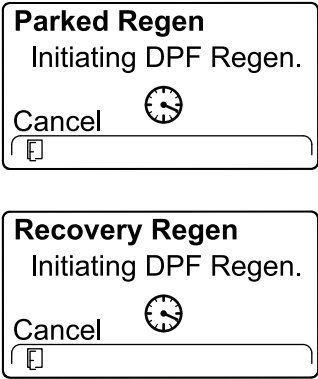 Parked Regen
Initiating DPF Regen.
Cancel
Recovery Regen
Initiating DPF Regen.
Cancel